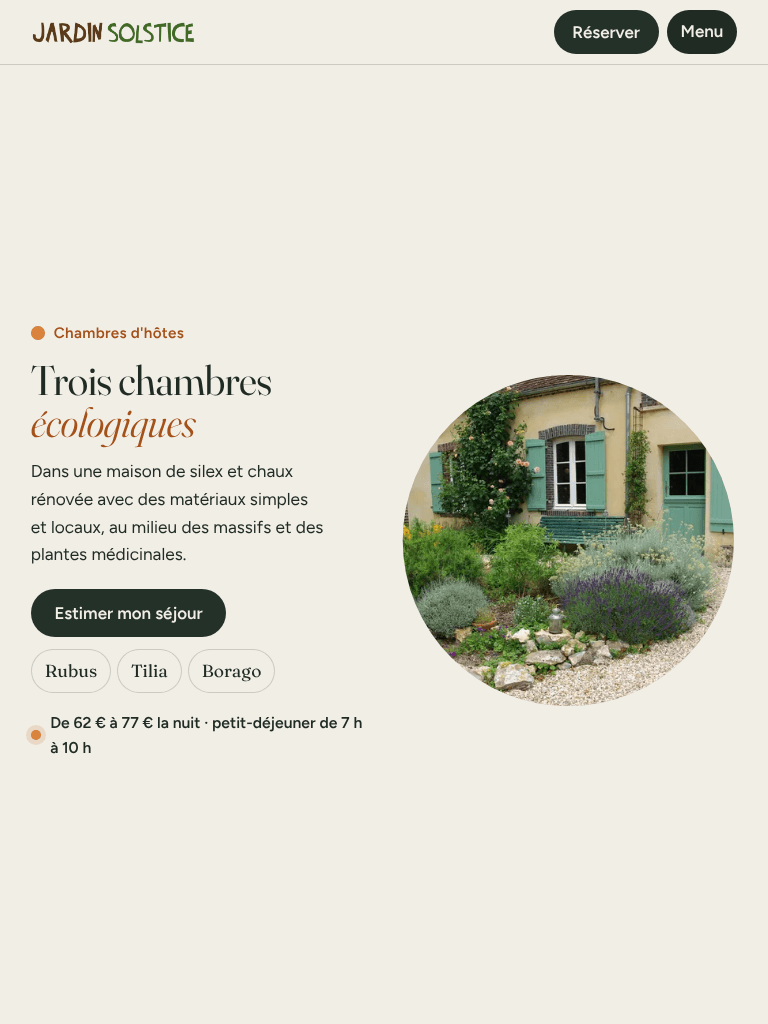 JARDIN SOLSTICE
Réserver
Menu
Chambres d'hôtes
Trois chambres
écologiques
Dans une maison de silex et chaux
rénovée avec des matériaux simples
et locaux, au milieu des massifs et des
plantes médicinales.
Estimer mon séjour
Rubus
Tilia
Borago
De 62 € à 77 € la nuit · petit-déjeuner de 7 h
à 10 h